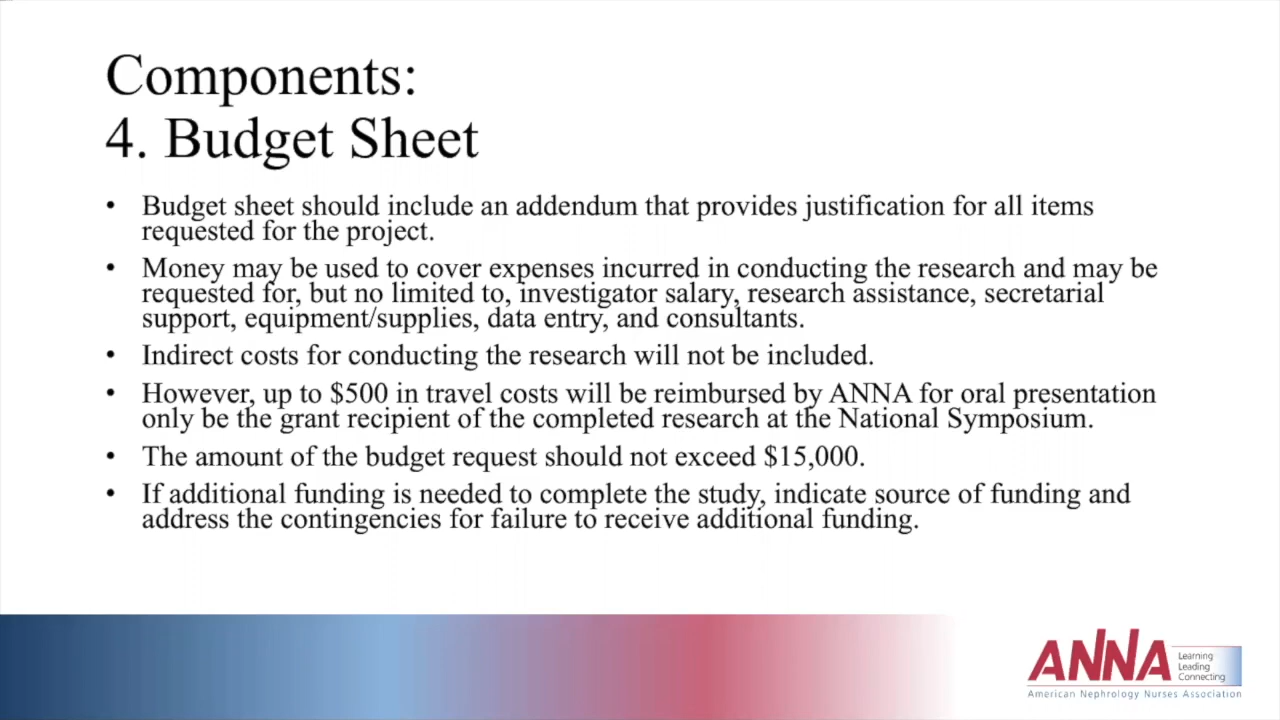 Components:
4. Budget Sheet
• Budget sheet should include an addendum that provides justification for all items
requested for the project.
• Money may be used to cover expenses incurred in conducting the research and may be
requested for, but no limited to, investigator salary, research assistance, secretarial
support, equipment/supplies, data entry, and consultants.
• Indirect costs for conducting the research will not be included.
• However, up to $500 in travel costs will be reimbursed by ANNA for oral presentation
only be the grant recipient of the completed research at the National Symposium.
• The amount of the budget request should not exceed $15,000.
• If additional funding is needed to complete the study, indicate source of funding and
address the contingencies for failure to receive additional funding.
ANNA
Learning
Leading
Connecting
American Nephrology Nurses Association